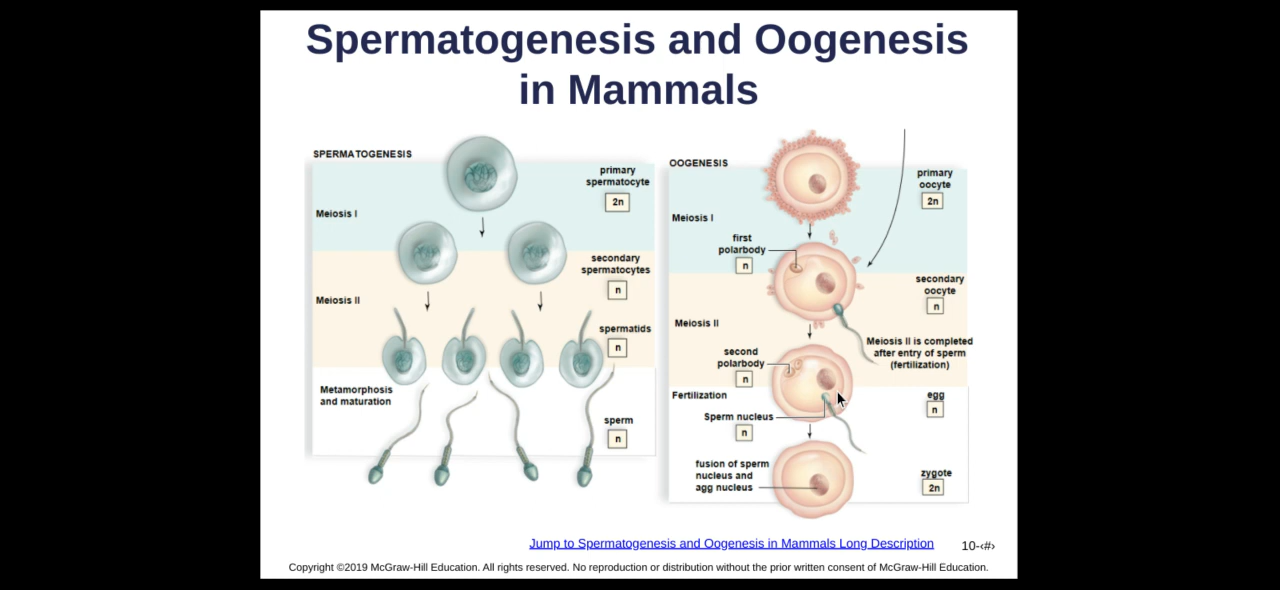 Spermatogenesis and Oogenesis
in Mammals
SPERMATOGENESIS
primary
spermatocyte
2n
Meiosis I
secondary
spermatocytes
n
Meiosis II
spermatids
n
Metamorphosis
and maturation
sperm
n
OOGENESIS
primary
oocyte
2n
Meiosis I
first
polarbody
n
secondary
oocyte
n
Meiosis II
Meiosis II is completed
after entry of sperm
(fertilization)
second
polarbody
n
Fertilization
egg
n
Sperm nucleus
n
fusion of sperm
nucleus and
agg nucleus
zygote
2n
Jump to Spermatogenesis and Oogenesis in Mammals Long Description
10-‹#›
Copyright ©2019 McGraw-Hill Education. All rights reserved. No reproduction or distribution without the prior written consent of McGraw-Hill Education.